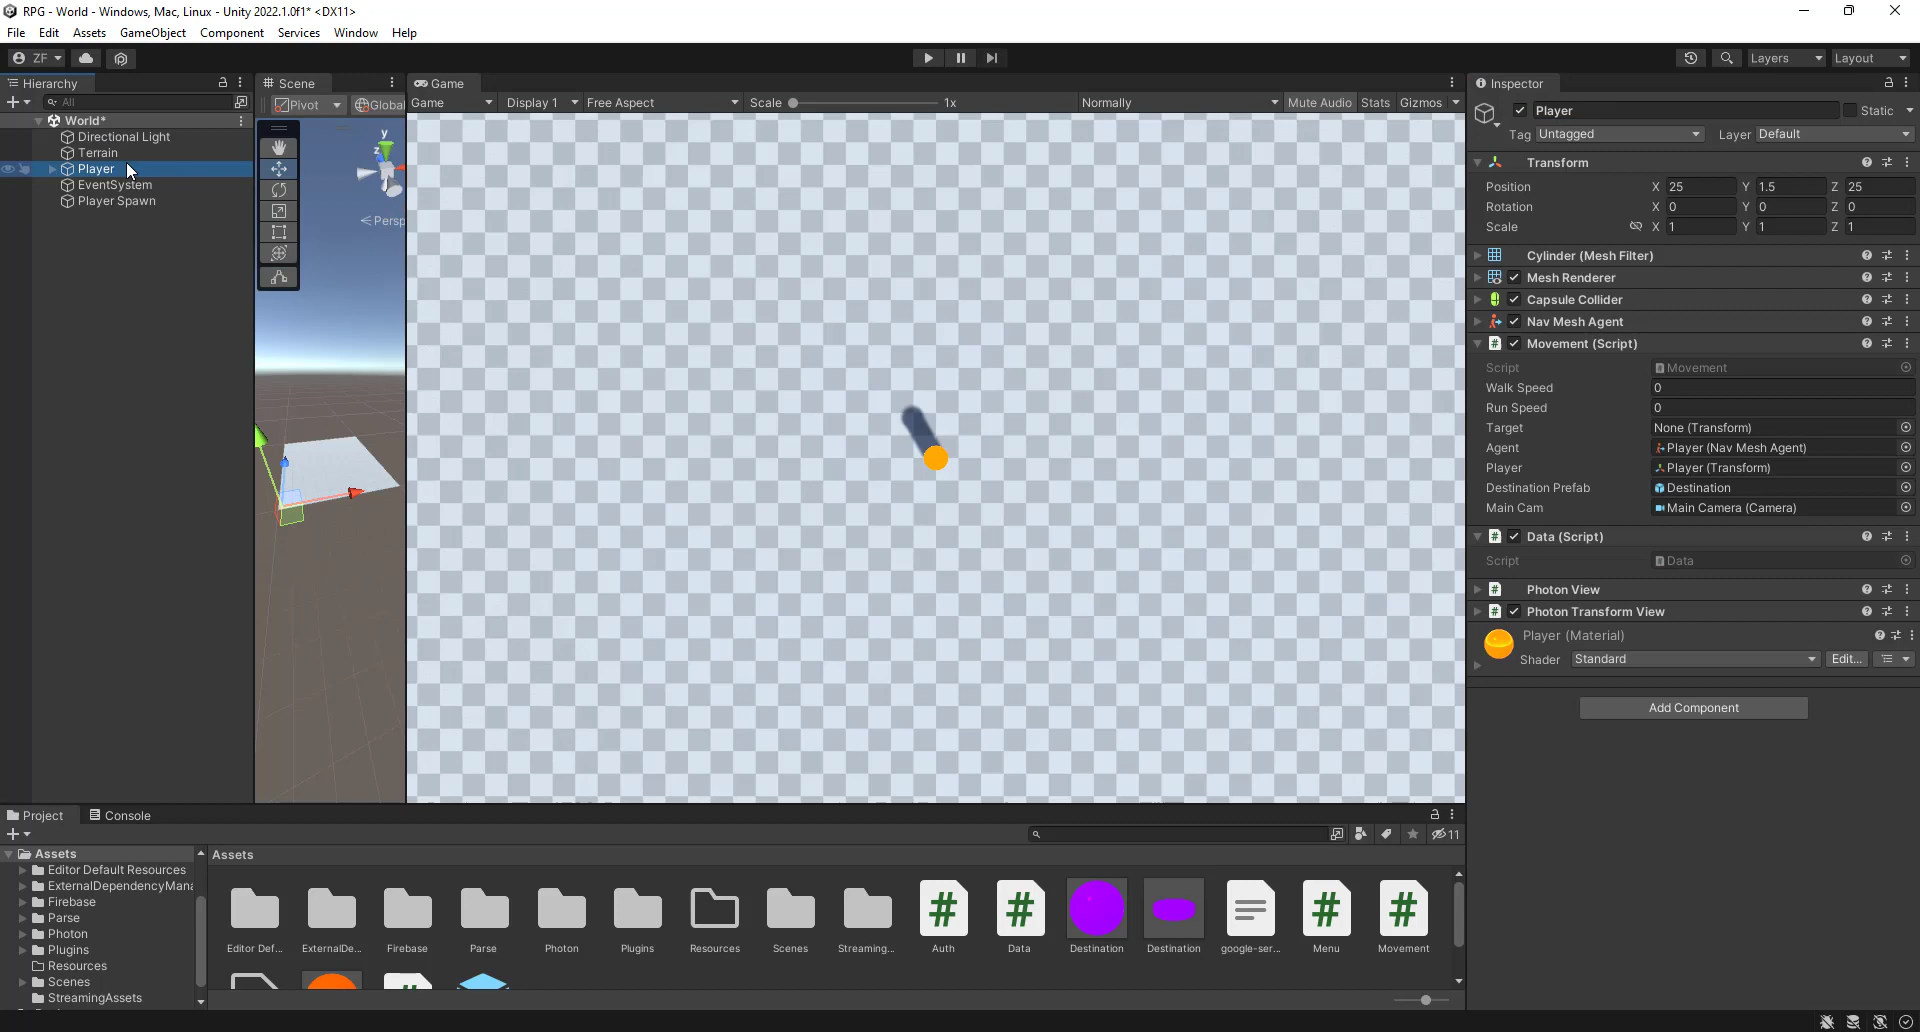 RPG - World - Windows, Mac, Linux - Unity 2022.1.0f1* <DX11>
File Edit Assets GameObject Component Services Window Help
ZF Layers Layout
Hierarchy
All
World*
Directional Light
Terrain
Player
EventSystem
Player Spawn
Scene
Pivot Global
y
z
Persp
Game
Game Display 1 Free Aspect Scale 1x Normally Mute Audio Stats Gizmos
Inspector
Player Static
Tag Untagged Layer Default
Transform
Position X 25 Y 1.5 Z 25
Rotation X 0 Y 0 Z 0
Scale X 1 Y 1 Z 1
Cylinder (Mesh Filter)
Mesh Renderer
Capsule Collider
Nav Mesh Agent
Movement (Script)
Script Movement
Walk Speed 0
Run Speed 0
Target None (Transform)
Agent Player (Nav Mesh Agent)
Player Player (Transform)
Destination Prefab Destination
Main Cam Main Camera (Camera)
Data (Script)
Script Data
Photon View
Photon Transform View
Player (Material)
Shader Standard Edit...
Add Component
Project Console
11
Assets
Editor Default Resources
ExternalDependencyMana
Firebase
Parse
Photon
Plugins
Resources
Scenes
StreamingAssets
Assets
Editor Def... ExternalDe... Firebase Parse Photon Plugins Resources Scenes Streaming... Auth Data Destination Destination google-ser... Menu Movement